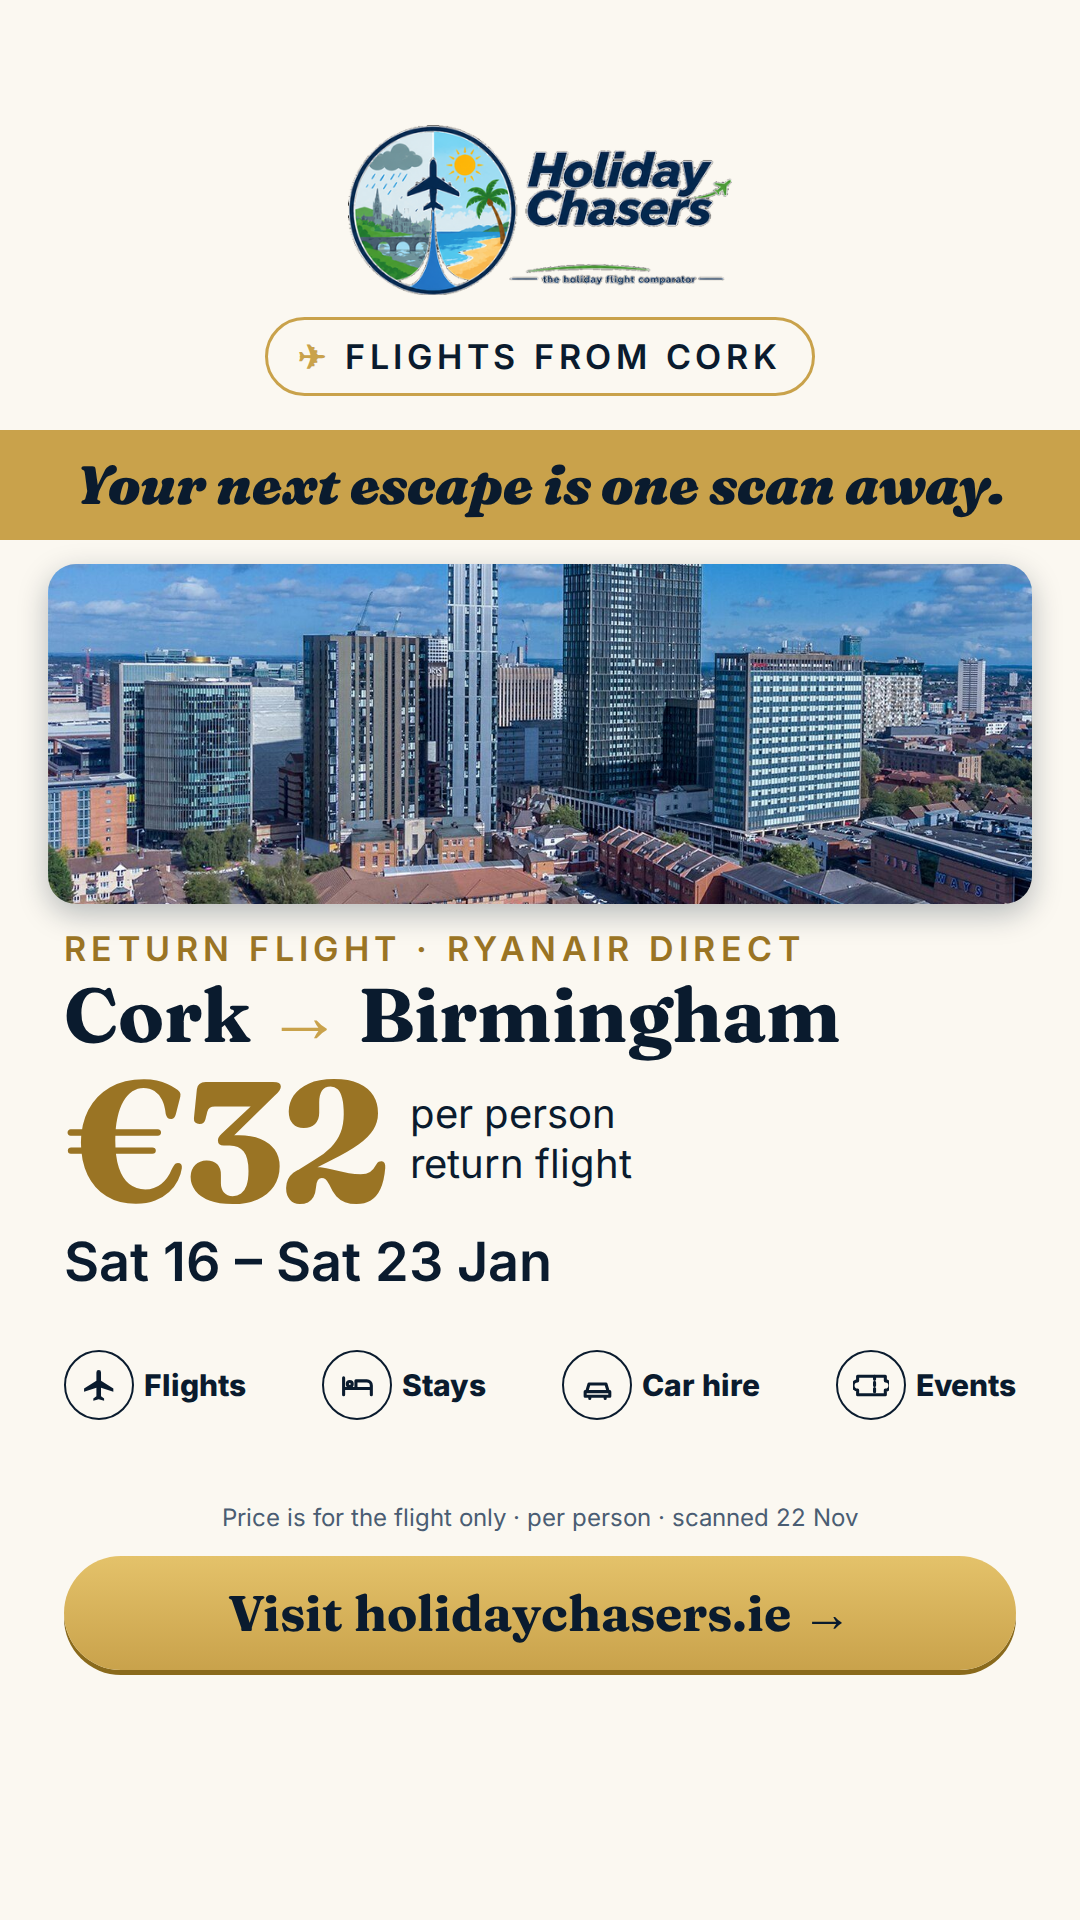 Holiday
Chasers
the holiday flight comparator
✈ FLIGHTS FROM CORK
Your next escape is one scan away.
RETURN FLIGHT · RYANAIR DIRECT
Cork → Birmingham
€32
per person
return flight
Sat 16 – Sat 23 Jan
Flights
Stays
Car hire
Events
Price is for the flight only · per person · scanned 22 Nov
Visit holidaychasers.ie →